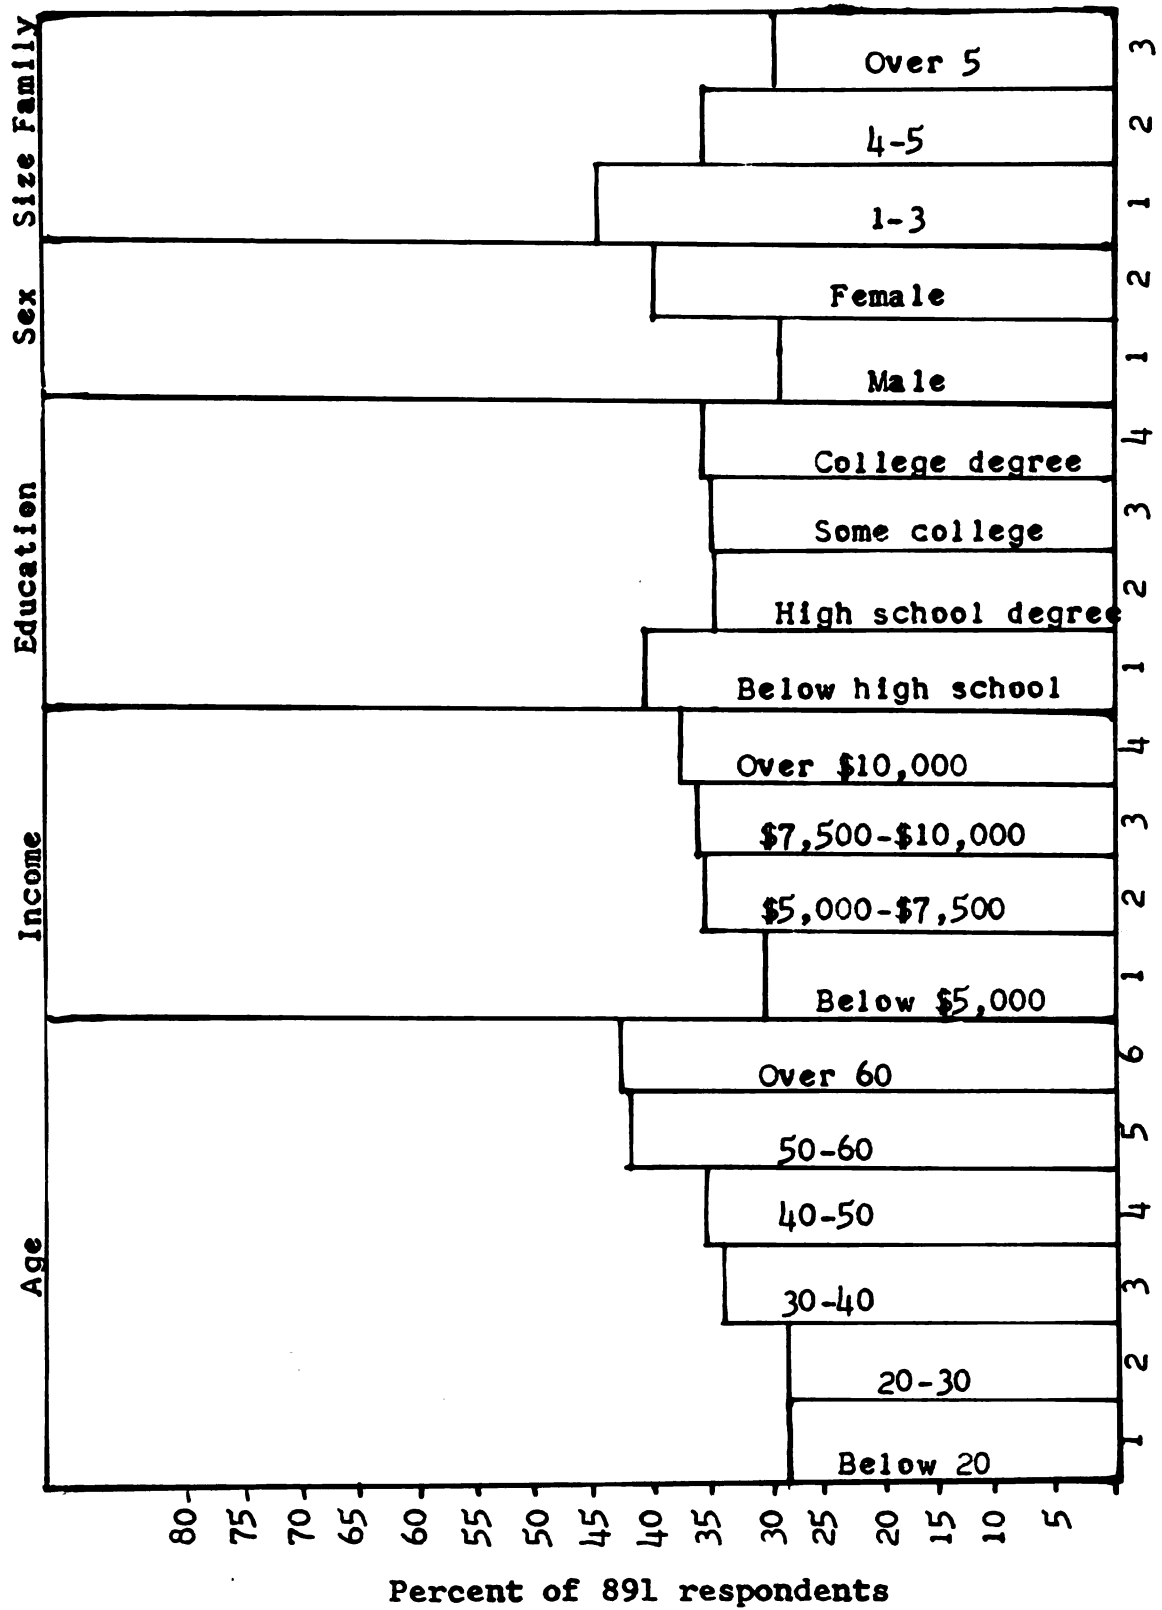 Size Family
Over 5
3
4-5
2
1-3
1
Sex
Female
2
Male
1
Education
College degree
4
Some college
3
High school degree
2
Below high school
1
Income
Over $10,000
4
$7,500-$10,000
3
$5,000-$7,500
2
Below $5,000
1
Age
Over 60
6
50-60
5
40-50
4
30-40
3
20-30
2
Below 20
1
80 75 70 65 60 55 50 45 40 35 30 25 20 15 10 5
Percent of 891 respondents